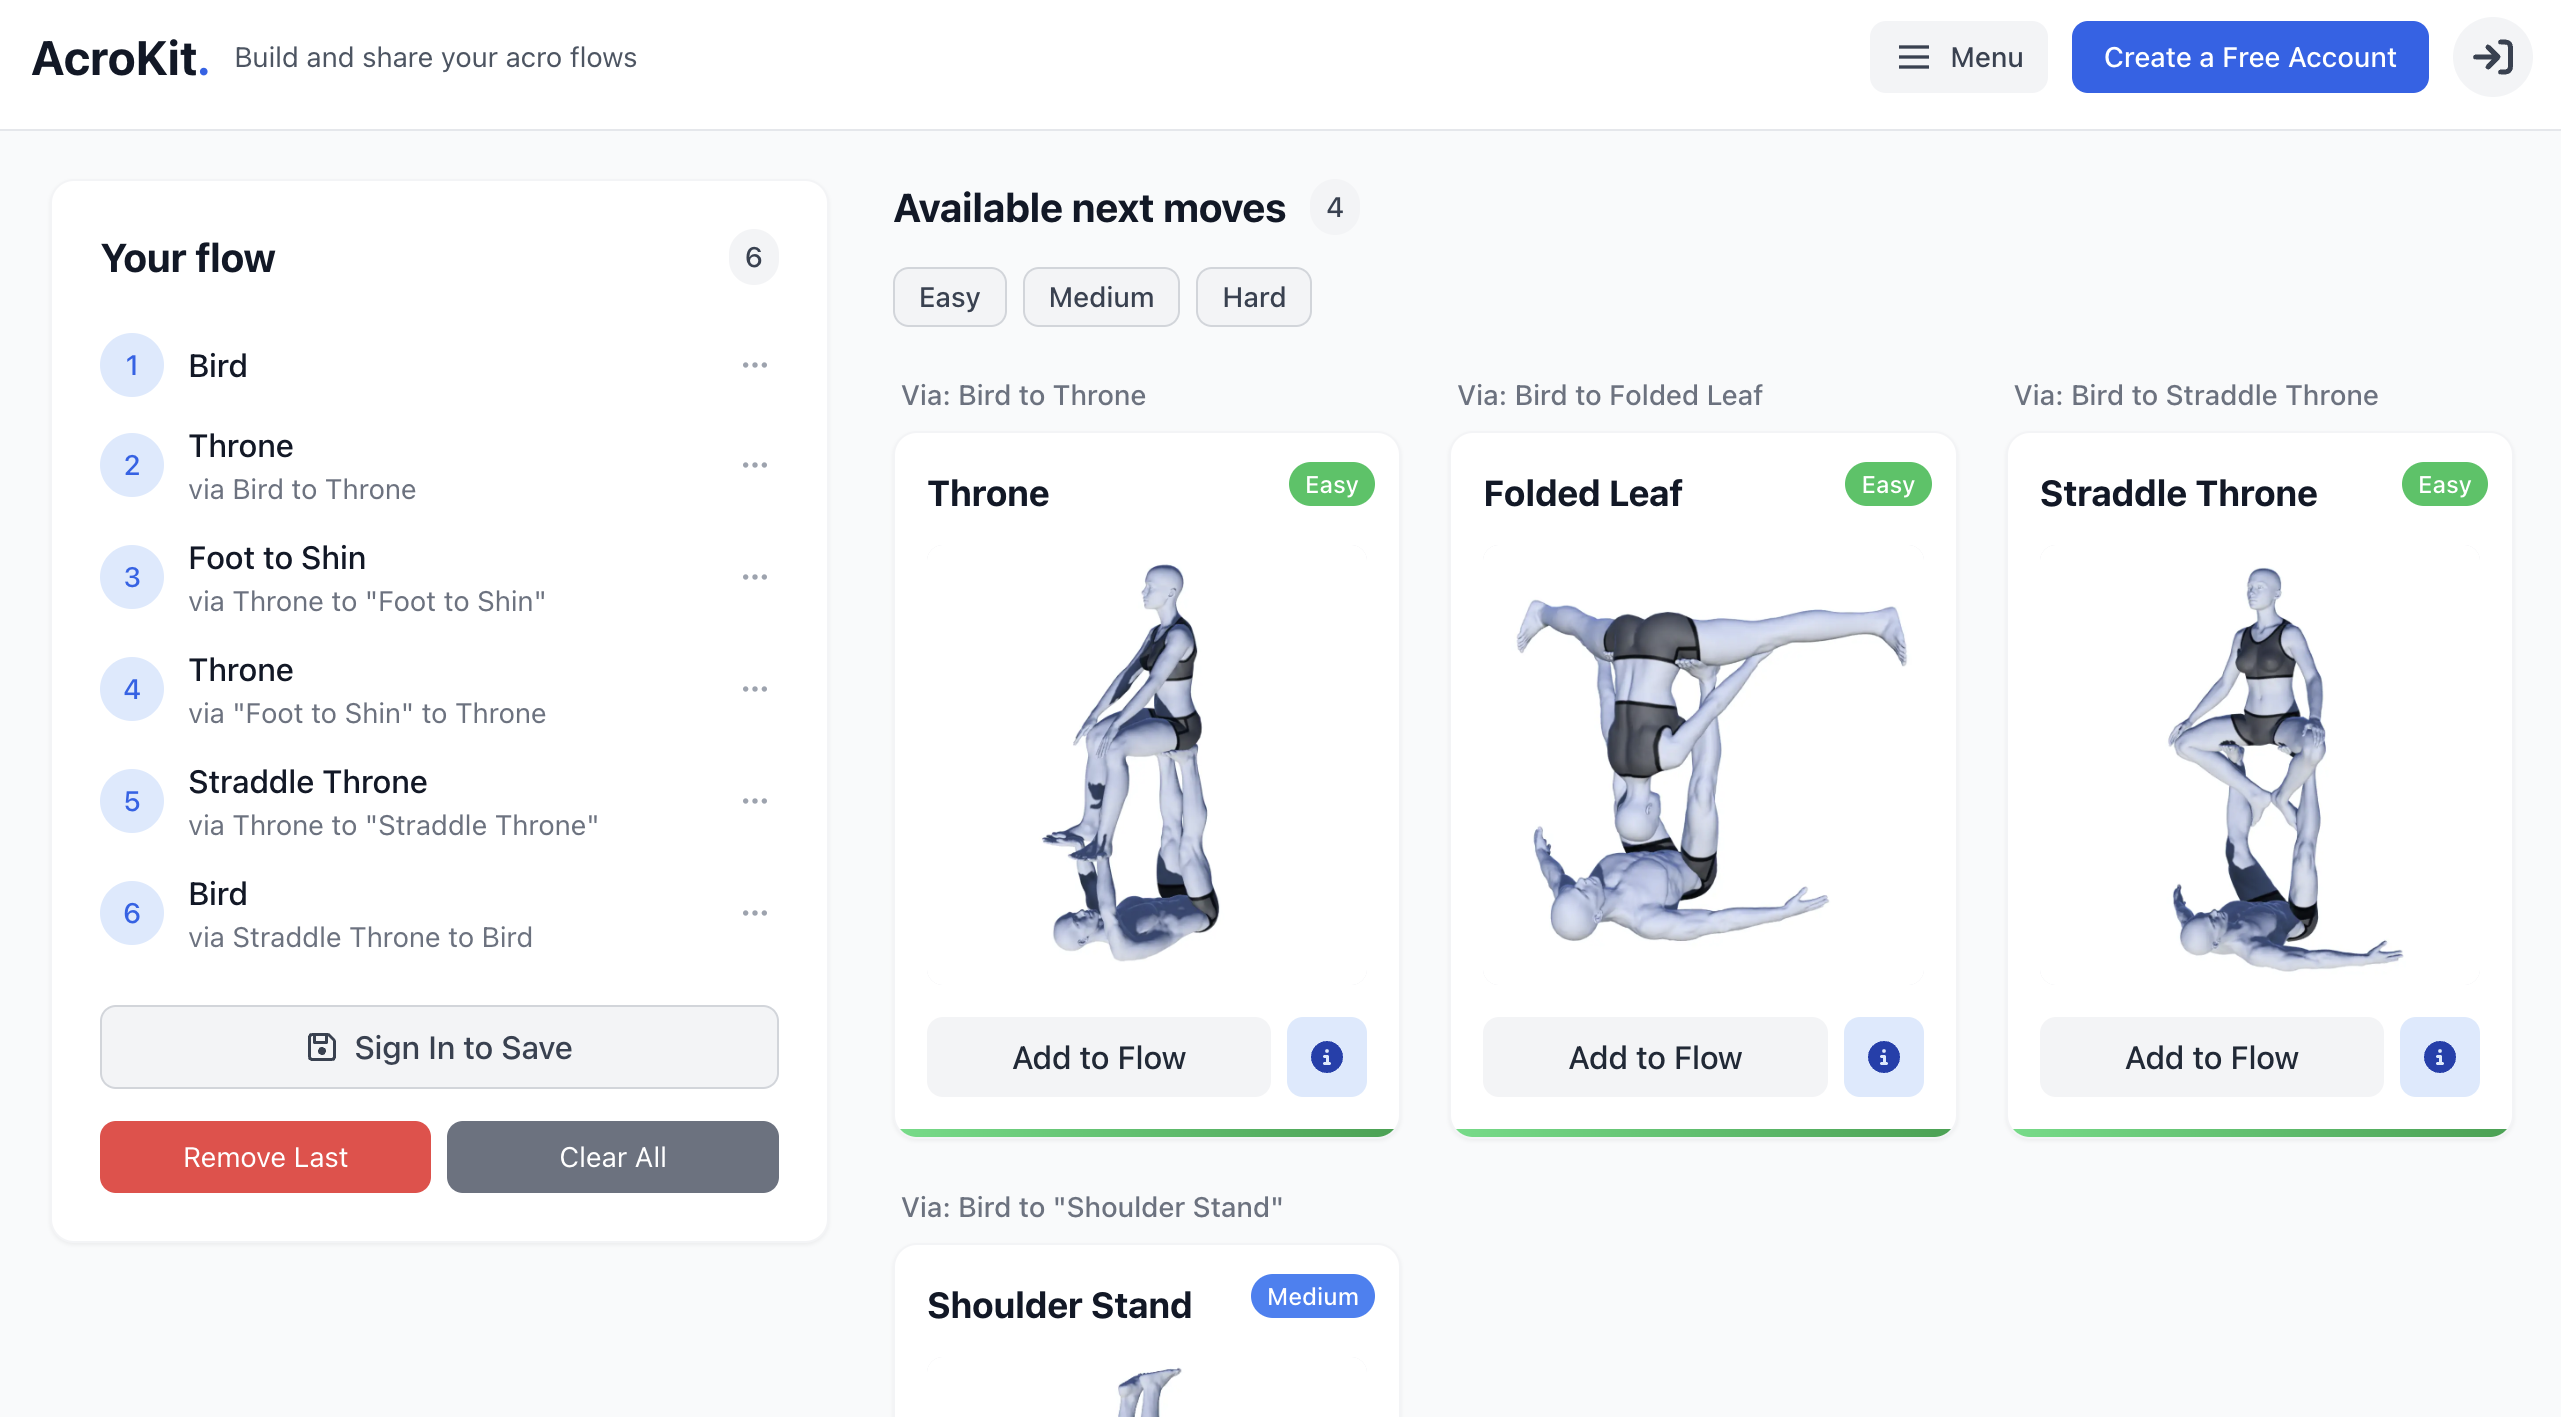 AcroKit. Build and share your acro flows
Menu
Create a Free Account
Your flow 6
1 Bird
2 Throne
via Bird to Throne
3 Foot to Shin
via Throne to "Foot to Shin"
4 Throne
via "Foot to Shin" to Throne
5 Straddle Throne
via Throne to "Straddle Throne"
6 Bird
via Straddle Throne to Bird
Sign In to Save
Remove Last
Clear All
Available next moves 4
Easy
Medium
Hard
Via: Bird to Throne
Throne
Easy
Add to Flow
Via: Bird to Folded Leaf
Folded Leaf
Easy
Add to Flow
Via: Bird to Straddle Throne
Straddle Throne
Easy
Add to Flow
Via: Bird to "Shoulder Stand"
Shoulder Stand
Medium